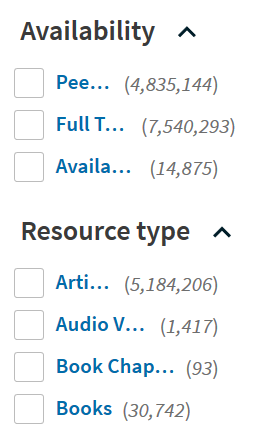 Availability
Pee... (4,835,144)
Full T... (7,540,293)
Availa... (14,875)
Resource type
Arti... (5,184,206)
Audio V... (1,417)
Book Chap... (93)
Books (30,742)